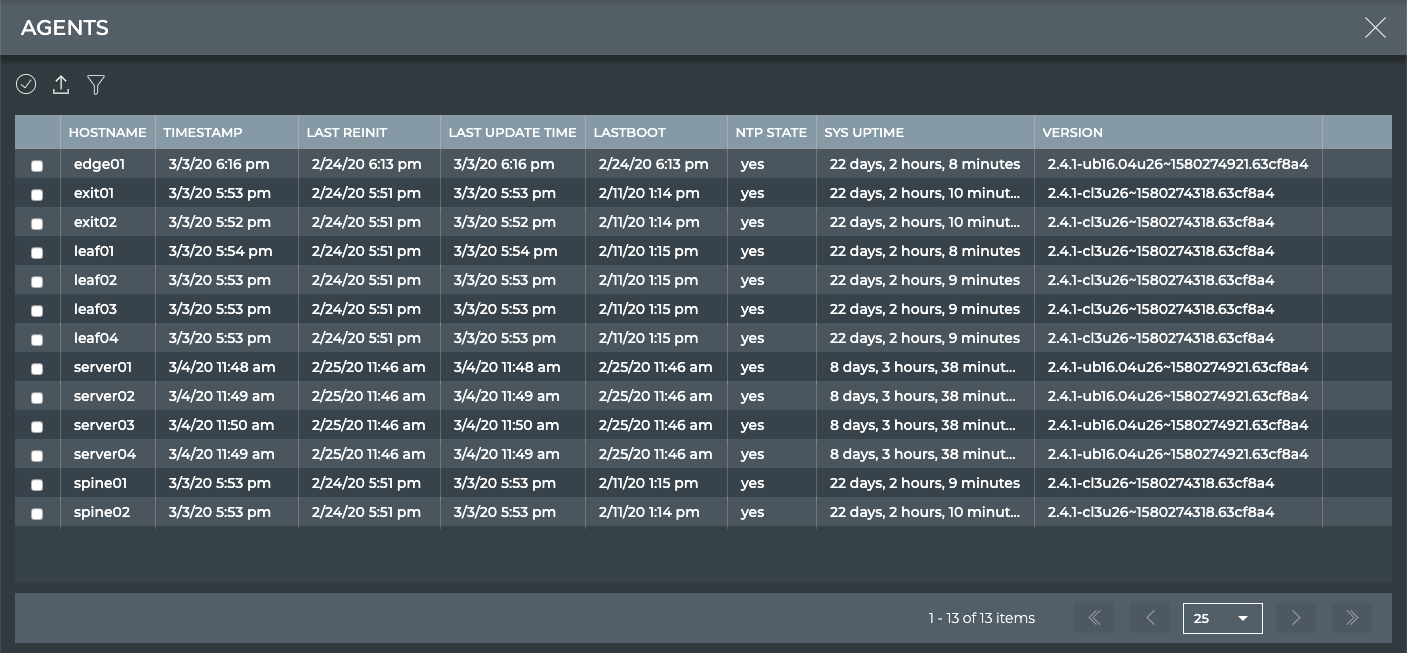 AGENTS
HOSTNAME TIMESTAMP LAST REINIT LAST UPDATE TIME LASTBOOT NTP STATE SYS UPTIME VERSION
edge01 3/3/20 6:16 pm 2/24/20 6:13 pm 3/3/20 6:16 pm 2/24/20 6:13 pm yes 22 days, 2 hours, 8 minutes 2.4.1-ub16.04u26~1580274921.63cf8a4
exit01 3/3/20 5:53 pm 2/24/20 5:51 pm 3/3/20 5:53 pm 2/11/20 1:14 pm yes 22 days, 2 hours, 10 minut... 2.4.1-cl3u26~1580274318.63cf8a4
exit02 3/3/20 5:52 pm 2/24/20 5:51 pm 3/3/20 5:52 pm 2/11/20 1:14 pm yes 22 days, 2 hours, 10 minut... 2.4.1-cl3u26~1580274318.63cf8a4
leaf01 3/3/20 5:54 pm 2/24/20 5:51 pm 3/3/20 5:54 pm 2/11/20 1:15 pm yes 22 days, 2 hours, 8 minutes 2.4.1-cl3u26~1580274318.63cf8a4
leaf02 3/3/20 5:53 pm 2/24/20 5:51 pm 3/3/20 5:53 pm 2/11/20 1:15 pm yes 22 days, 2 hours, 9 minutes 2.4.1-cl3u26~1580274318.63cf8a4
leaf03 3/3/20 5:53 pm 2/24/20 5:51 pm 3/3/20 5:53 pm 2/11/20 1:15 pm yes 22 days, 2 hours, 9 minutes 2.4.1-cl3u26~1580274318.63cf8a4
leaf04 3/3/20 5:53 pm 2/24/20 5:51 pm 3/3/20 5:53 pm 2/11/20 1:15 pm yes 22 days, 2 hours, 9 minutes 2.4.1-cl3u26~1580274318.63cf8a4
server01 3/4/20 11:48 am 2/25/20 11:46 am 3/4/20 11:48 am 2/25/20 11:46 am yes 8 days, 3 hours, 38 minut... 2.4.1-ub16.04u26~1580274921.63cf8a4
server02 3/4/20 11:49 am 2/25/20 11:46 am 3/4/20 11:49 am 2/25/20 11:46 am yes 8 days, 3 hours, 38 minut... 2.4.1-ub16.04u26~1580274921.63cf8a4
server03 3/4/20 11:50 am 2/25/20 11:46 am 3/4/20 11:50 am 2/25/20 11:46 am yes 8 days, 3 hours, 38 minut... 2.4.1-ub16.04u26~1580274921.63cf8a4
server04 3/4/20 11:49 am 2/25/20 11:46 am 3/4/20 11:49 am 2/25/20 11:46 am yes 8 days, 3 hours, 38 minut... 2.4.1-ub16.04u26~1580274921.63cf8a4
spine01 3/3/20 5:53 pm 2/24/20 5:51 pm 3/3/20 5:53 pm 2/11/20 1:15 pm yes 22 days, 2 hours, 9 minutes 2.4.1-cl3u26~1580274318.63cf8a4
spine02 3/3/20 5:53 pm 2/24/20 5:51 pm 3/3/20 5:53 pm 2/11/20 1:14 pm yes 22 days, 2 hours, 10 minut... 2.4.1-cl3u26~1580274318.63cf8a4
1 - 13 of 13 items 25